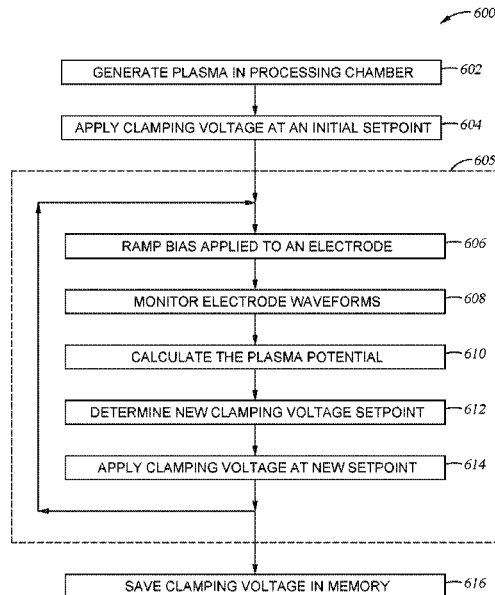 600
GENERATE PLASMA IN PROCESSING CHAMBER 602
APPLY CLAMPING VOLTAGE AT AN INITIAL SETPOINT 604
605
RAMP BIAS APPLIED TO AN ELECTRODE 606
MONITOR ELECTRODE WAVEFORMS 608
CALCULATE THE PLASMA POTENTIAL 610
DETERMINE NEW CLAMPING VOLTAGE SETPOINT 612
APPLY CLAMPING VOLTAGE AT NEW SETPOINT 614
SAVE CLAMPING VOLTAGE IN MEMORY 616